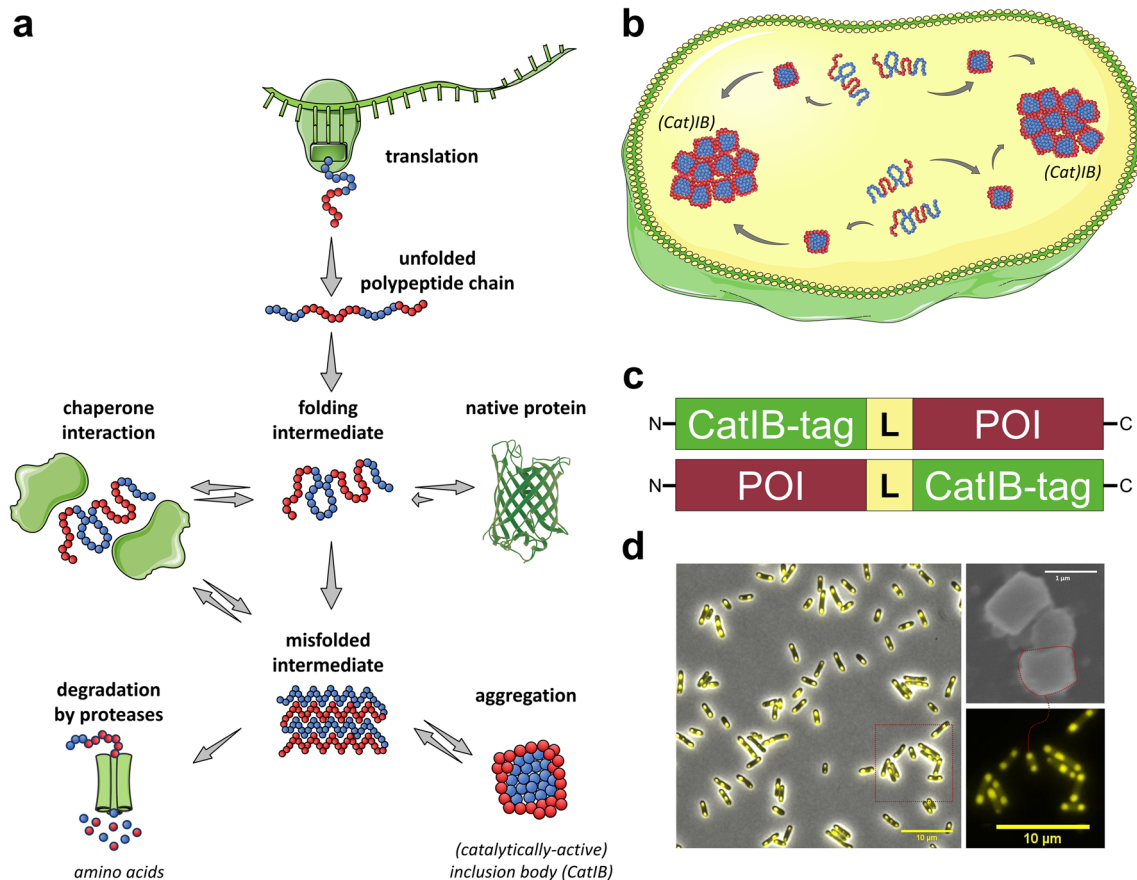 a
translation
unfolded
polypeptide chain
chaperone
interaction
folding
intermediate
native protein
misfolded
intermediate
degradation
by proteases
aggregation
amino acids
(catalytically-active)
inclusion body (CatIB)
b
(Cat)IB)
(Cat)IB)
c
N CatIB-tag L POI C
N POI L CatIB-tag C
d
1 µm
10 µm
10 µm